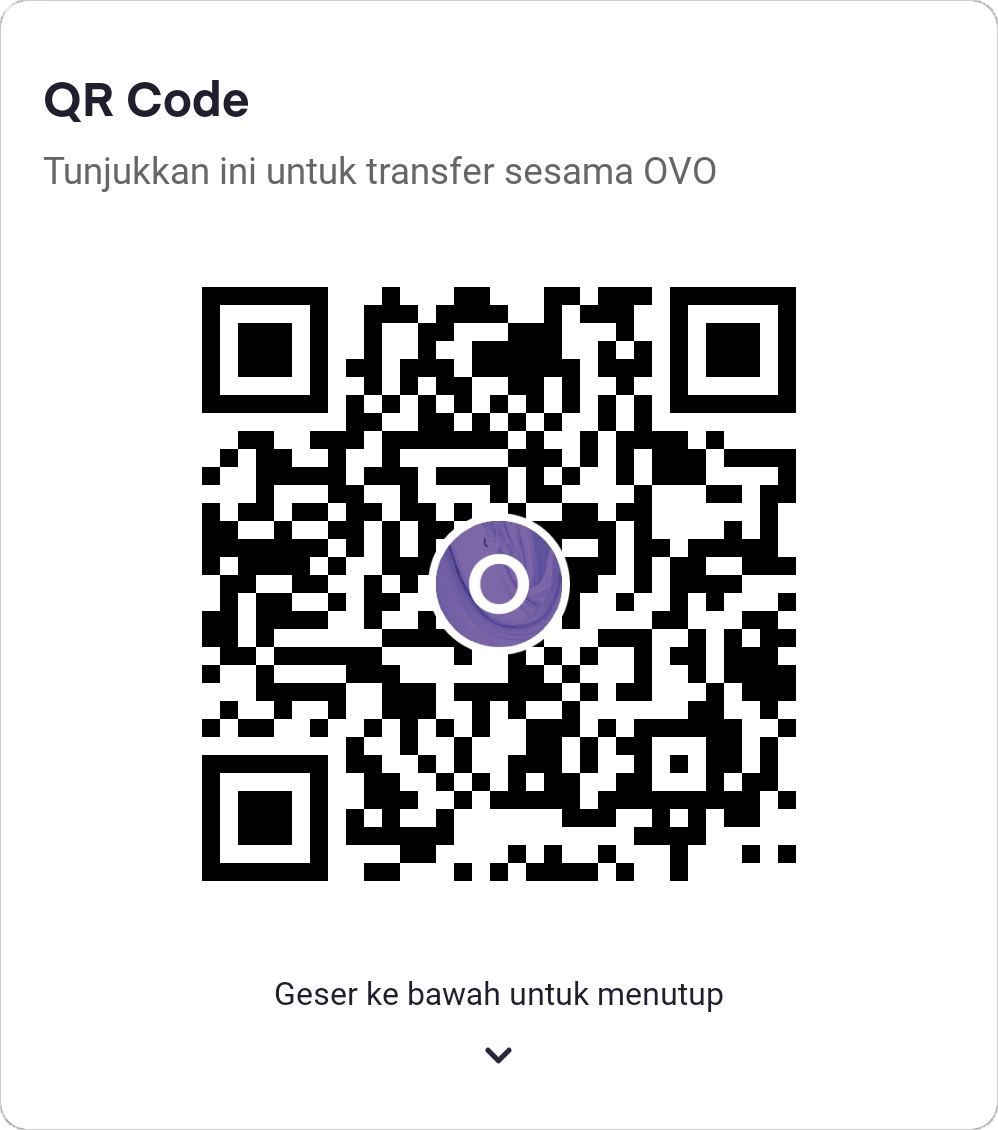 QR Code
Tunjukkan ini untuk transfer sesama OVO
Geser ke bawah untuk menutup